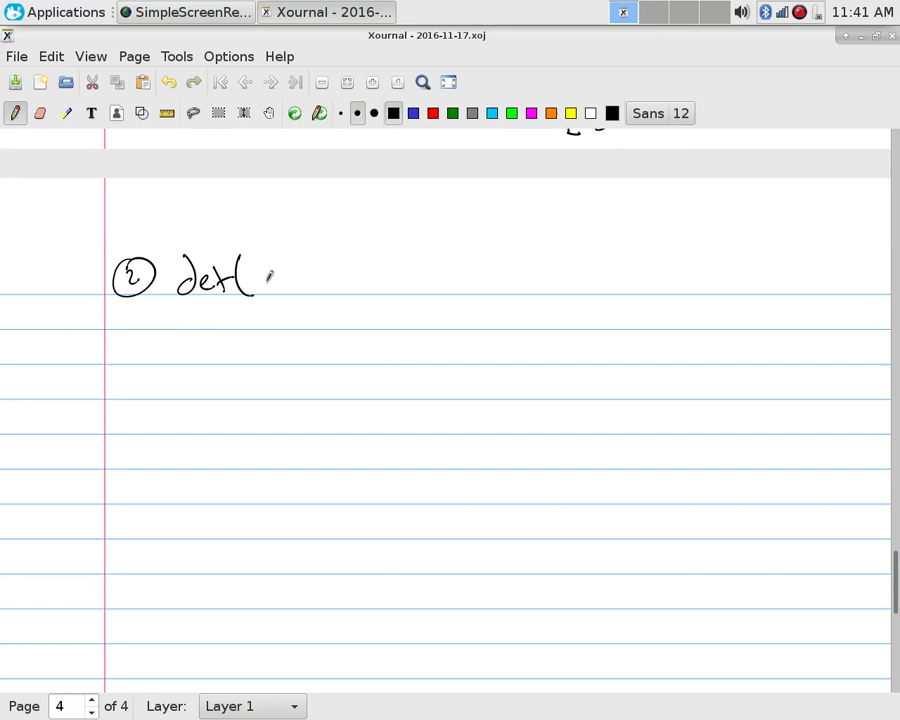 Applications
SimpleScreenRe...
Xournal - 2016-...
11:41 AM
Xournal - 2016-11-17.xoj
File Edit View Page Tools Options Help
Sans 12
② det(
Page 4 of 4 Layer: Layer 1